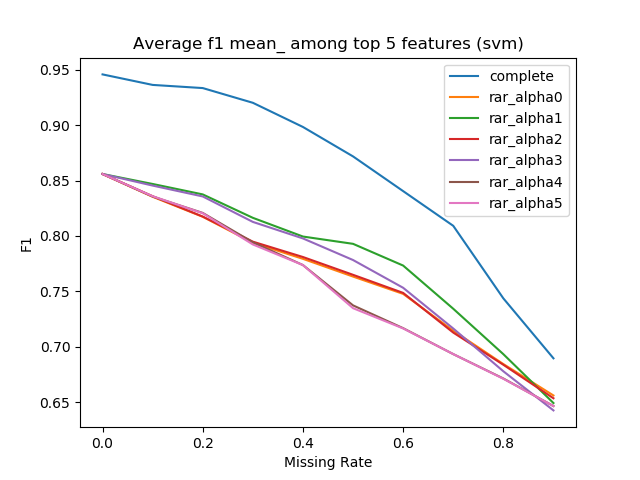 Average f1 mean_ among top 5 features (svm)
complete
rar_alpha0
rar_alpha1
rar_alpha2
rar_alpha3
rar_alpha4
rar_alpha5
0.95
0.90
0.85
0.80
0.75
0.70
0.65
F1
0.0
0.2
0.4
0.6
0.8
Missing Rate